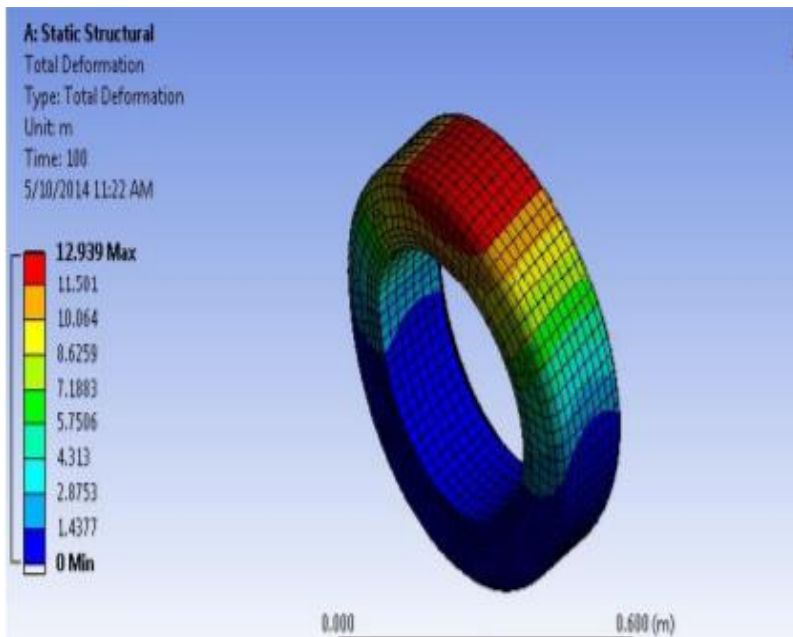 A: Static Structural
Total Deformation
Type: Total Deformation
Unit: m
Time: 100
5/10/2014 11:22 AM
12.939 Max
11.501
10.064
8.6259
7.1883
5.7506
4.313
2.8753
1.4377
0 Min
0.000 0.600 (m)